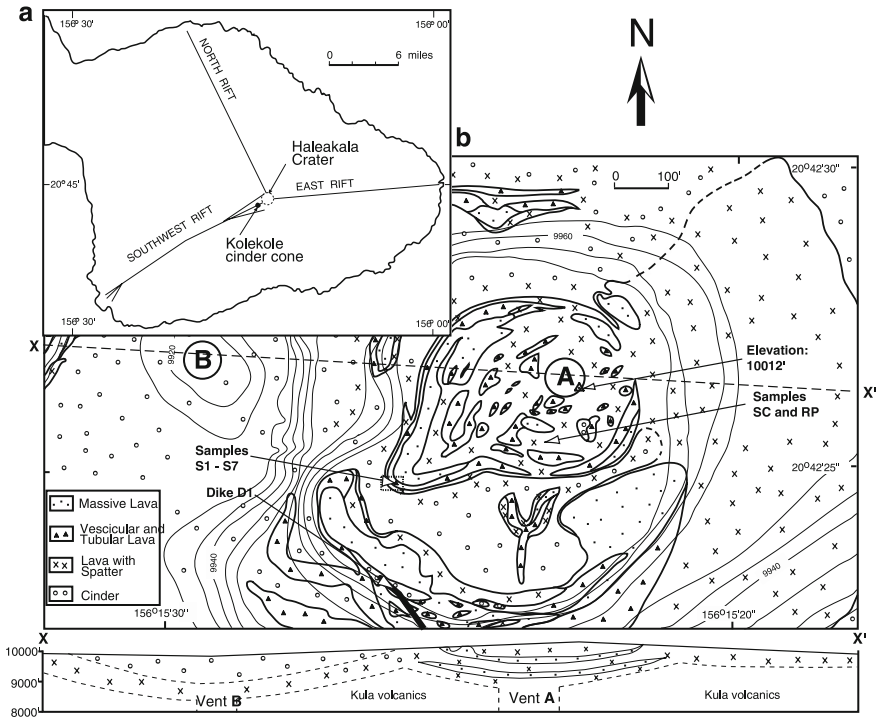 a
156° 30'
156° 00'
0 6 miles
NORTH RIFT
Haleakala
Crater
20°45'
EAST RIFT
SOUTHWEST RIFT
Kolekole
cinder cone
156° 30'
156° 00'
N
b
20°42'30"
0 100'
9960
X
9920
B
A
Elevation:
10012'
X'
Samples
SC and RP
Samples
S1 - S7
20°42'25"
Dike D1
Massive Lava
Vescicular and
Tubular Lava
Lava with
Spatter
Cinder
9940
9940
156°15'30"
156°15'20"
X
X'
10000
9000
8000
Vent B
Kula volcanics
Vent A
Kula volcanics